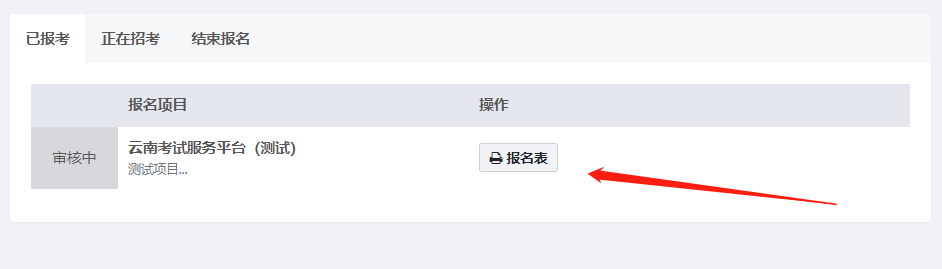 已报考 正在招考 结束报名
报名项目 操作
审核中 云南考试服务平台（测试） 报名表
测试项目...